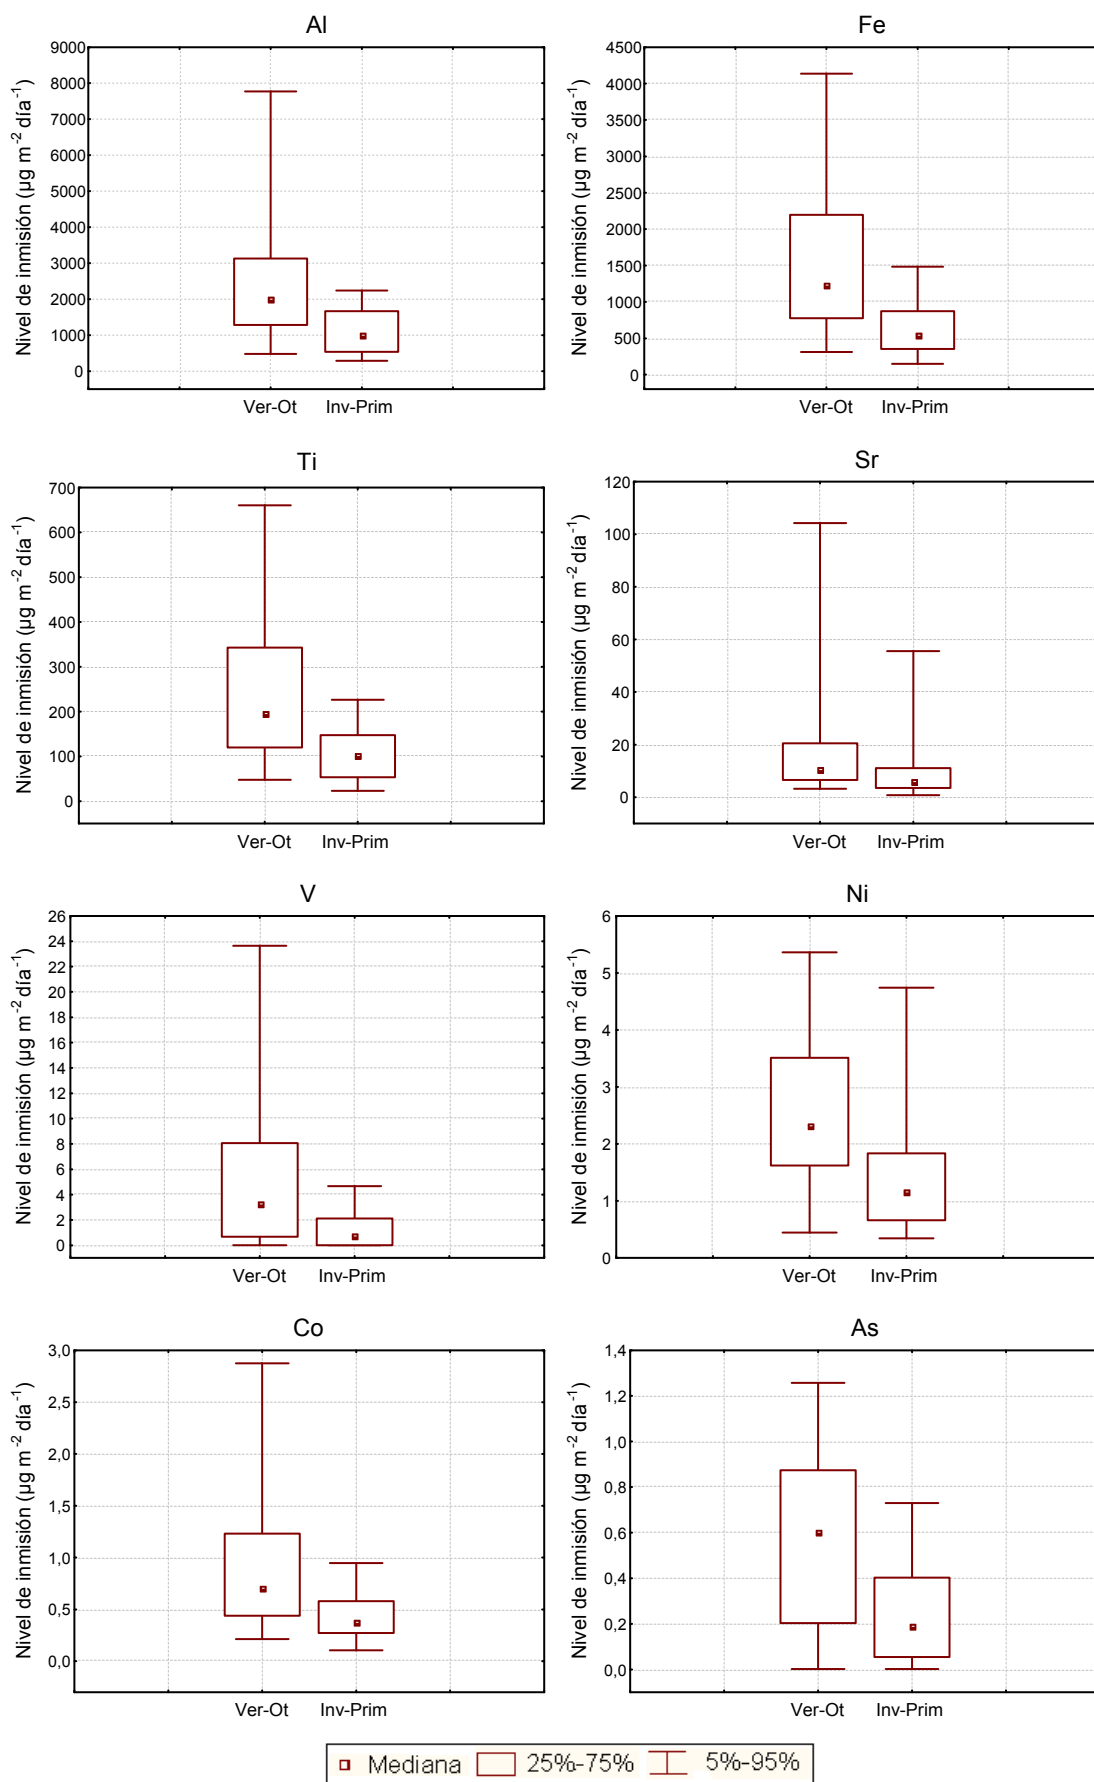 Al
Nivel de inmisión (µg m⁻² día⁻¹)
9000
8000
7000
6000
5000
4000
3000
2000
1000
0
Ver-Ot Inv-Prim
Fe
Nivel de inmisión (µg m⁻² día⁻¹)
4500
4000
3500
3000
2500
2000
1500
1000
500
0
Ver-Ot Inv-Prim
Ti
Nivel de inmisión (µg m⁻² día⁻¹)
700
600
500
400
300
200
100
0
Ver-Ot Inv-Prim
Sr
Nivel de inmisión (µg m⁻² día⁻¹)
120
100
80
60
40
20
0
Ver-Ot Inv-Prim
V
Nivel de inmisión (µg m⁻² día⁻¹)
26
24
22
20
18
16
14
12
10
8
6
4
2
0
Ver-Ot Inv-Prim
Ni
Nivel de inmisión (µg m⁻² día⁻¹)
6
5
4
3
2
1
0
Ver-Ot Inv-Prim
Co
Nivel de inmisión (µg m⁻² día⁻¹)
3,0
2,5
2,0
1,5
1,0
0,5
0,0
Ver-Ot Inv-Prim
As
Nivel de inmisión (µg m⁻² día⁻¹)
1,4
1,2
1,0
0,8
0,6
0,4
0,2
0,0
Ver-Ot Inv-Prim
Mediana 25%-75% 5%-95%